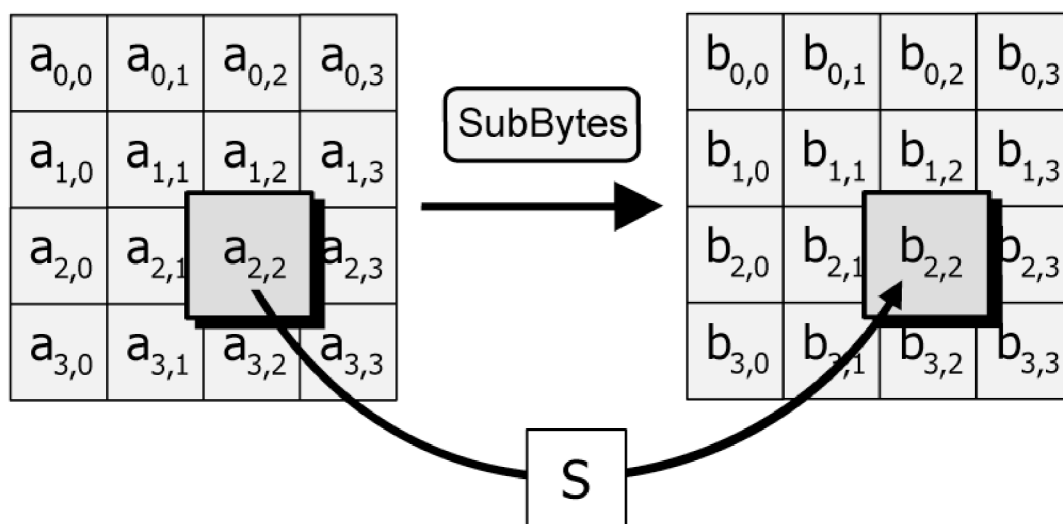 a0,0 a0,1 a0,2 a0,3
a1,0 a1,1 a1,2 a1,3
a2,0 a2,1 a2,2 a2,3
a3,0 a3,1 a3,2 a3,3
SubBytes
b0,0 b0,1 b0,2 b0,3
b1,0 b1,1 b1,2 b1,3
b2,0 b2,1 b2,2 b2,3
b3,0 b3,1 b3,2 b3,3
S